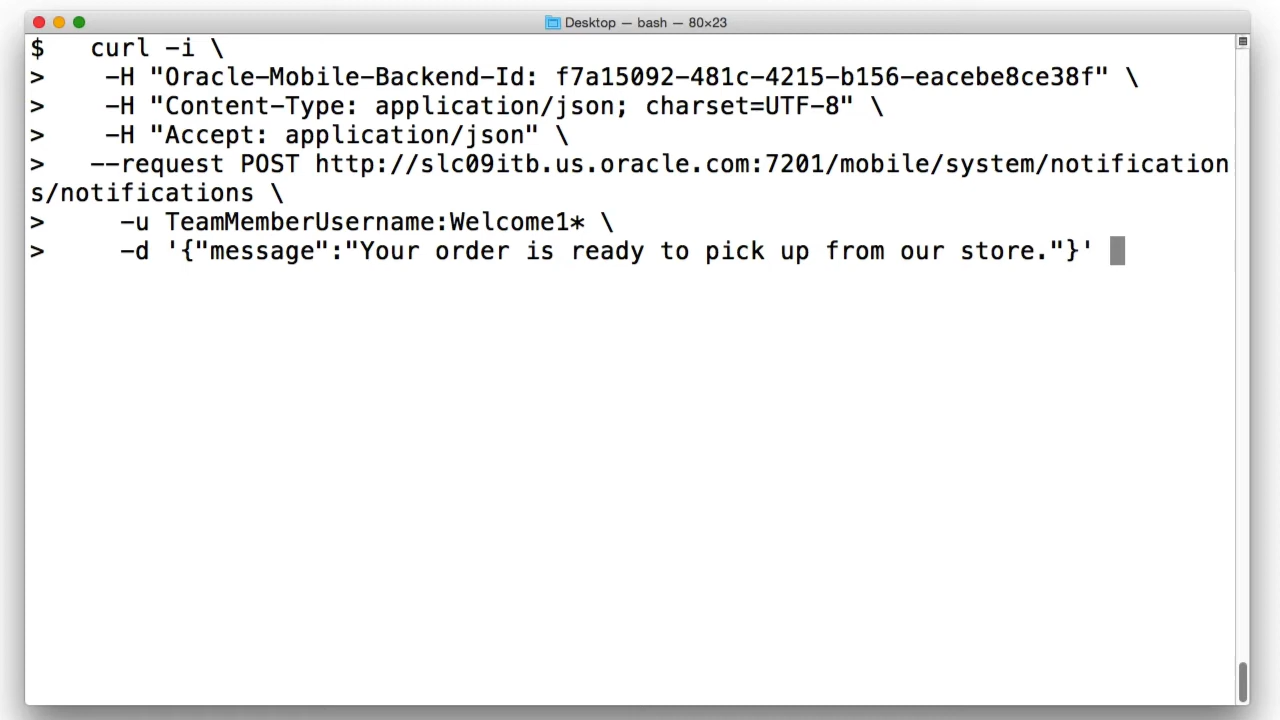 Desktop — bash — 80×23
$   curl -i \
>    -H "Oracle-Mobile-Backend-Id: f7a15092-481c-4215-b156-eacebe8ce38f" \
>    -H "Content-Type: application/json; charset=UTF-8" \
>    -H "Accept: application/json" \
>   --request POST http://slc09itb.us.oracle.com:7201/mobile/system/notification
s/notifications \
>     -u TeamMemberUsername:Welcome1* \
>     -d '{"message":"Your order is ready to pick up from our store."}'